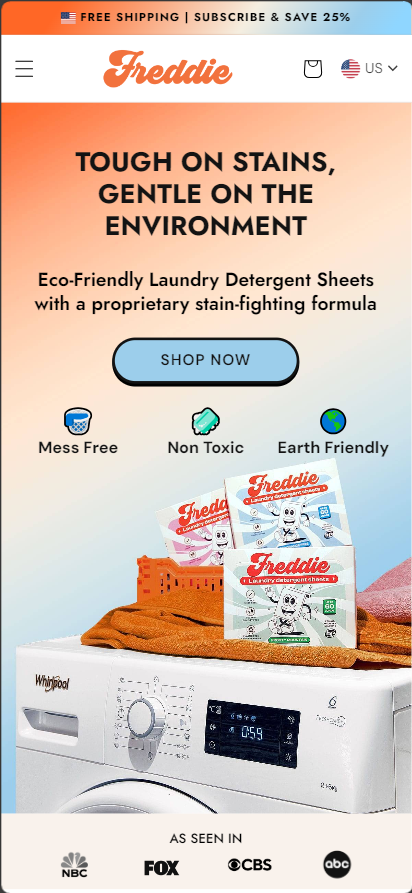 FREE SHIPPING | SUBSCRIBE & SAVE 25%
Freddie
US
TOUGH ON STAINS,
GENTLE ON THE
ENVIRONMENT
Eco-Friendly Laundry Detergent Sheets
with a proprietary stain-fighting formula
SHOP NOW
Mess Free
Non Toxic
Earth Friendly
Freddie
Laundry detergent sheets
Freddie
Laundry detergent sheets
60
Freddie
Laundry detergent sheets
60
Whirlpool
0:59
AS SEEN IN
NBC
FOX
CBS
abc